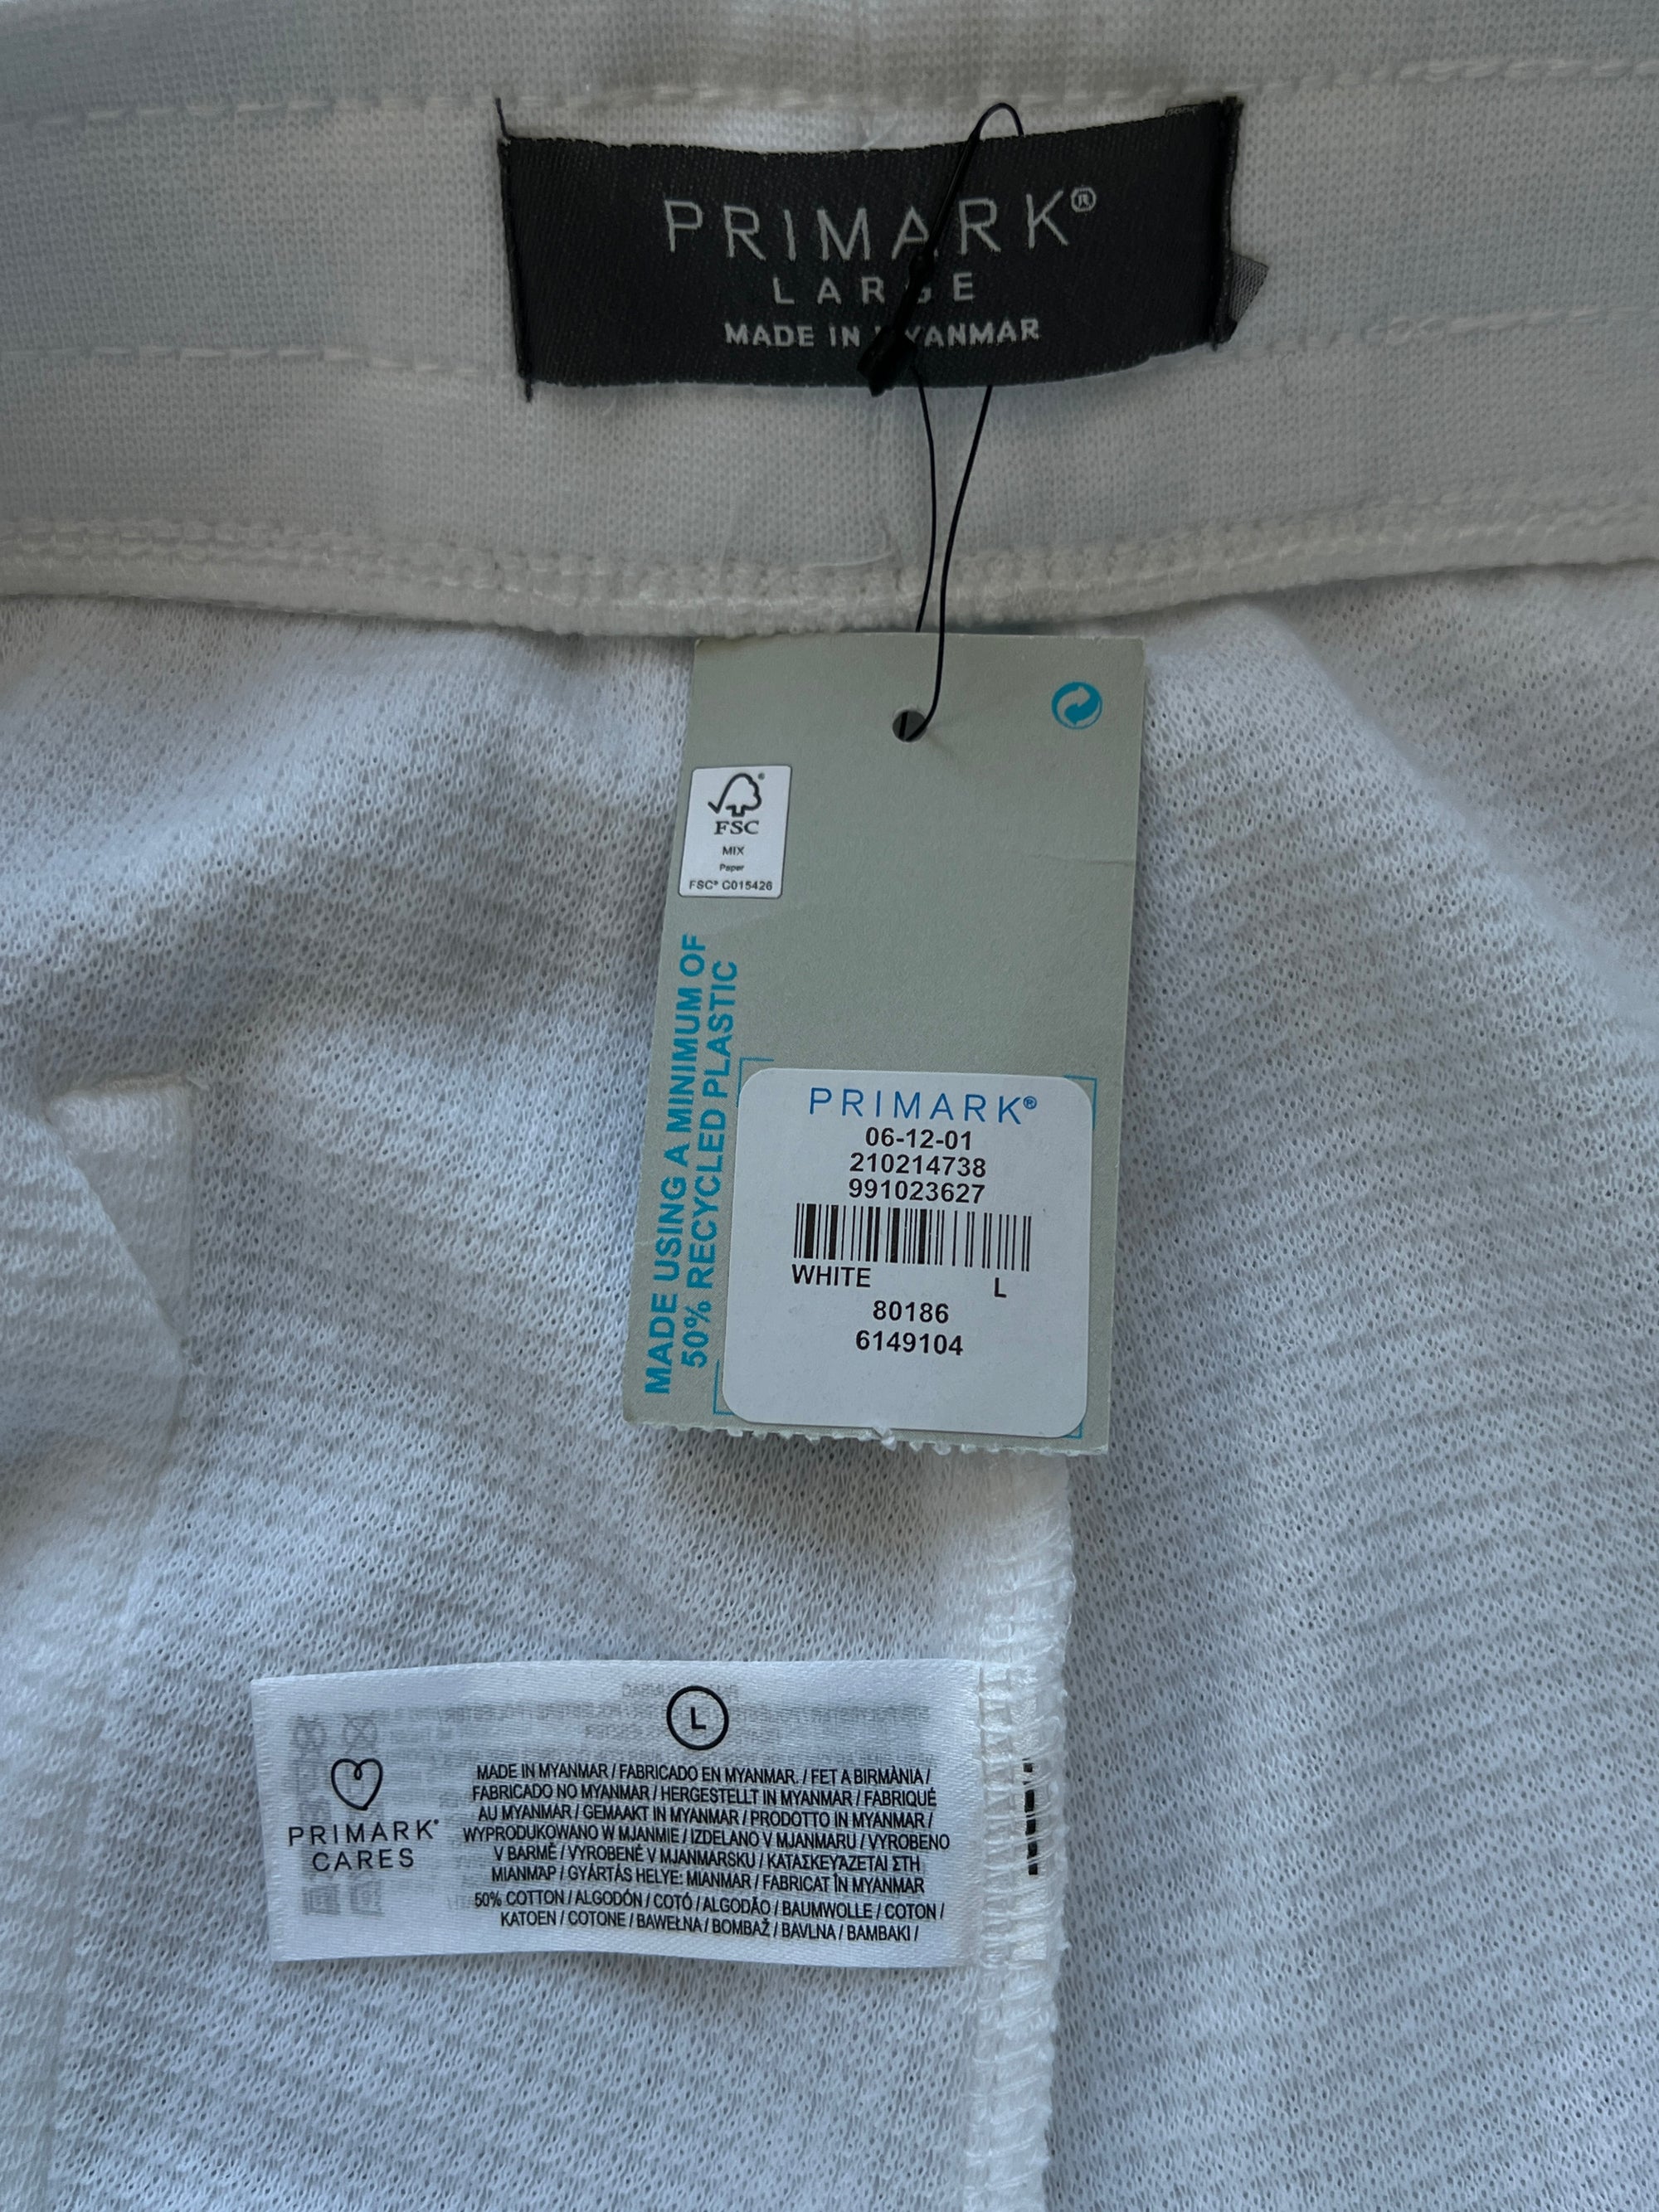 PRIMARK®
LARGE
MADE IN MYANMAR
FSC®
MIX
Paper
FSC® C015426
MADE USING A MINIMUM OF
50% RECYCLED PLASTIC
PRIMARK®
06-12-01
210214738
991023627
WHITE L
80186
6149104
L
PRIMARK®
CARES
MADE IN MYANMAR / FABRICADO EN MYANMAR. / FET A BIRMÀNIA /
FABRICADO NO MYANMAR / HERGESTELLT IN MYANMAR / FABRIQUÉ
AU MYANMAR / GEMAAKT IN MYANMAR / PRODOTTO IN MYANMAR /
WYPRODUKOWANO W MJANMIE / IZDELANO V MJANMARU / VYROBENO
V BARMĚ / VYROBENÉ V MJANMARSKU / ΚΑΤΑΣΚΕΥΆΖΕΤΑΙ ΣΤΗ
ΜΙΑΝΜΆΡ / GYÁRTÁS HELYE: MIANMAR / FABRICAT ÎN MYANMAR
50% COTTON / ALGODÓN / COTÓ / ALGODÃO / BAUMWOLLE / COTON /
KATOEN / COTONE / BAWEŁNA / BOMBAŽ / BAVLNA / BAMBAKI /